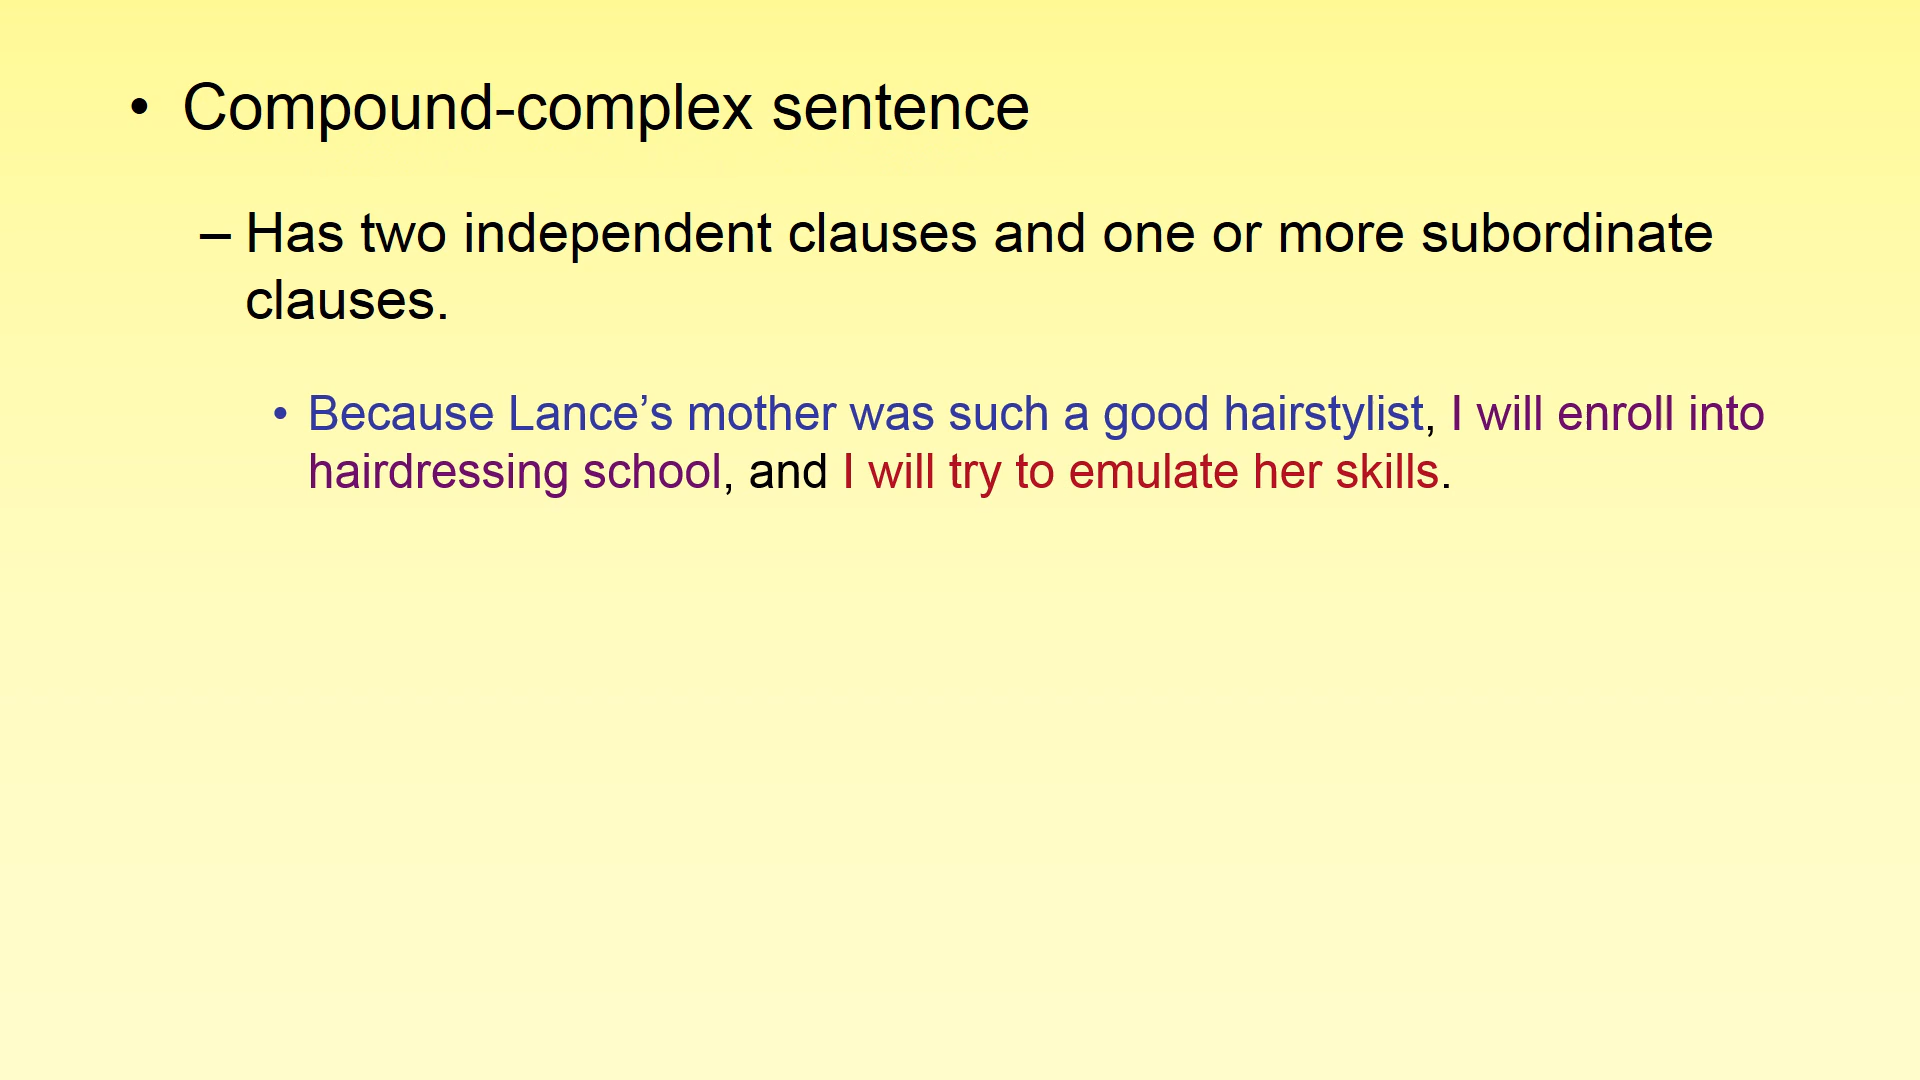 • Compound-complex sentence
– Has two independent clauses and one or more subordinate
clauses.
• Because Lance’s mother was such a good hairstylist, I will enroll into
hairdressing school, and I will try to emulate her skills.